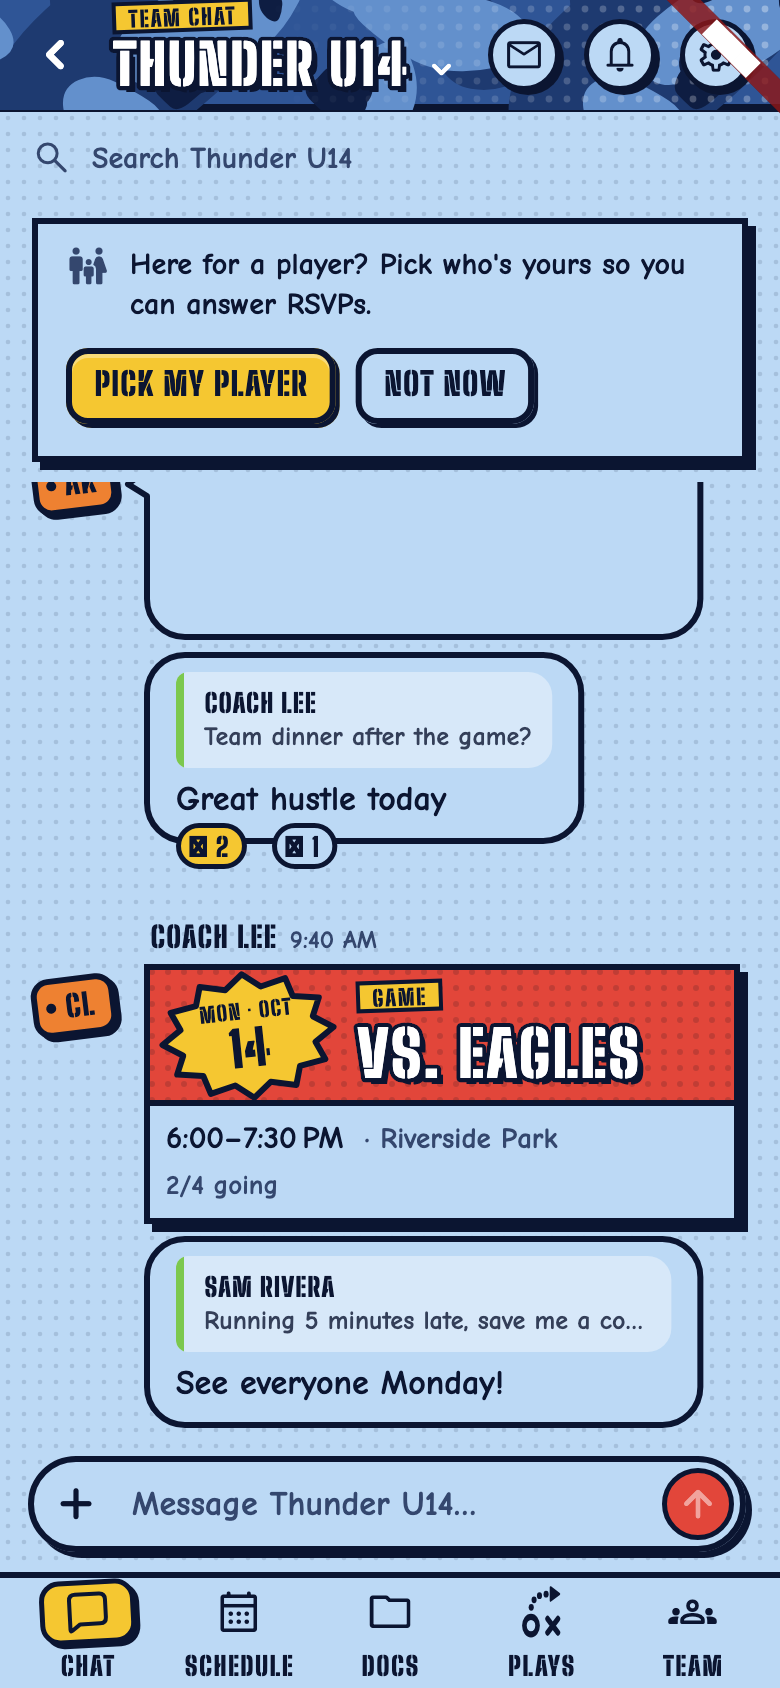 TEAM CHAT
THUNDER U14
Search Thunder U14
Here for a player? Pick who's yours so you
can answer RSVPs.
PICK MY PLAYER
NOT NOW
COACH LEE
Team dinner after the game?
Great hustle today
2
1
COACH LEE 9:40 AM
• CL
MON · OCT
14
GAME
VS. EAGLES
6:00–7:30 PM · Riverside Park
2/4 going
SAM RIVERA
Running 5 minutes late, save me a co...
See everyone Monday!
Message Thunder U14...
CHAT
SCHEDULE
DOCS
PLAYS
TEAM